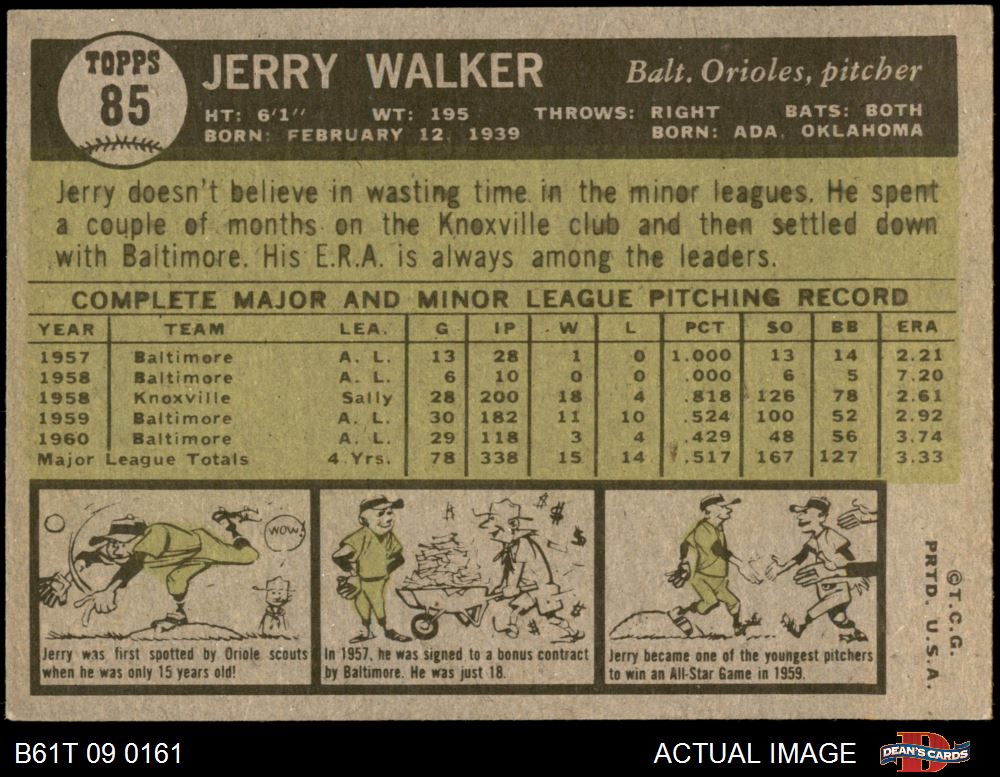 TOPPS
85
JERRY WALKER
Balt. Orioles, pitcher
HT: 6'1" WT: 195 THROWS: RIGHT BATS: BOTH
BORN: FEBRUARY 12, 1939 BORN: ADA, OKLAHOMA
Jerry doesn't believe in wasting time in the minor leagues. He spent
a couple of months on the Knoxville club and then settled down
with Baltimore. His E.R.A. is always among the leaders.
COMPLETE MAJOR AND MINOR LEAGUE PITCHING RECORD
YEAR TEAM LEA. G IP W L PCT SO BB ERA
1957 Baltimore A. L. 13 28 1 0 1.000 13 14 2.21
1958 Baltimore A. L. 6 10 0 0 .000 6 5 7.20
1958 Knoxville Sally 28 200 18 4 .818 126 78 2.61
1959 Baltimore A. L. 30 182 11 10 .524 100 52 2.92
1960 Baltimore A. L. 29 118 3 4 .429 48 56 3.74
Major League Totals 4 Yrs. 78 338 15 14 .517 167 127 3.33
WOW!
Jerry was first spotted by Oriole scouts
when he was only 15 years old!
$ $ $ $ $ $ $
In 1957, he was signed to a bonus contract
by Baltimore. He was just 18.
Jerry became one of the youngest pitchers
to win an All-Star Game in 1959.
© T.C.G.
PRTD. U.S.A.
B61T 09 0161
ACTUAL IMAGE
DEAN'S CARDS